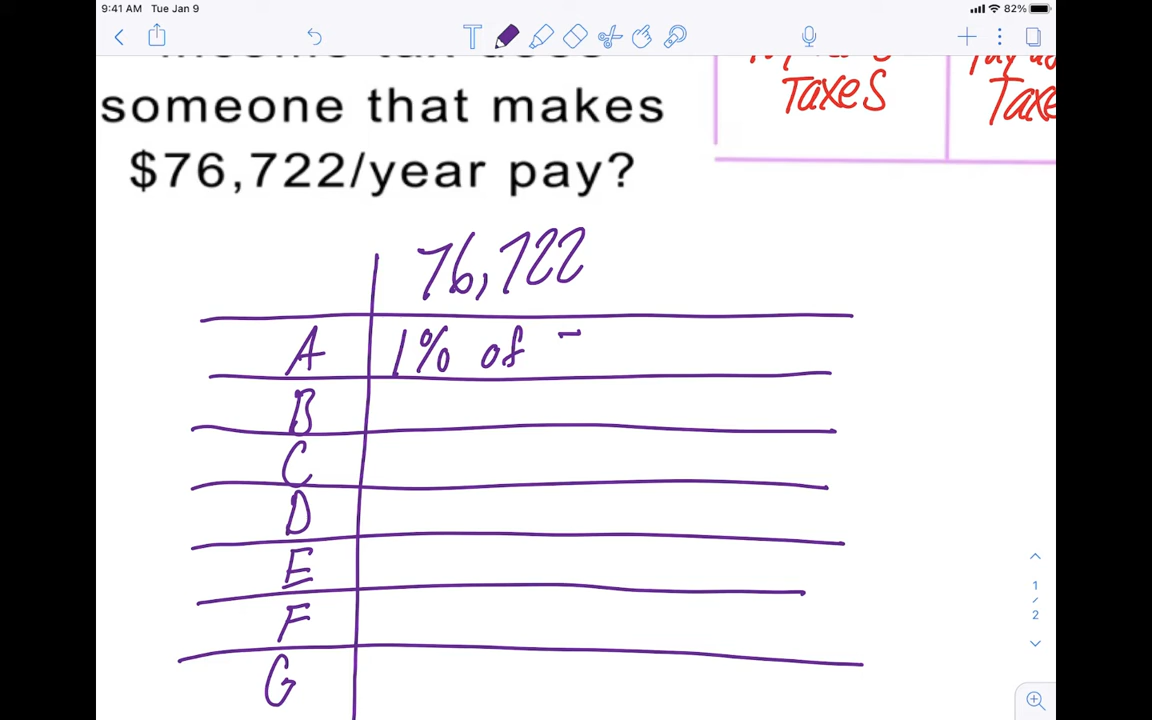 9:41 AM Tue Jan 9
82%
someone that makes
$76,722/year pay?
Taxes
Taxe
76,722
A 1% of
B
C
D
E
F
G
1
/
2